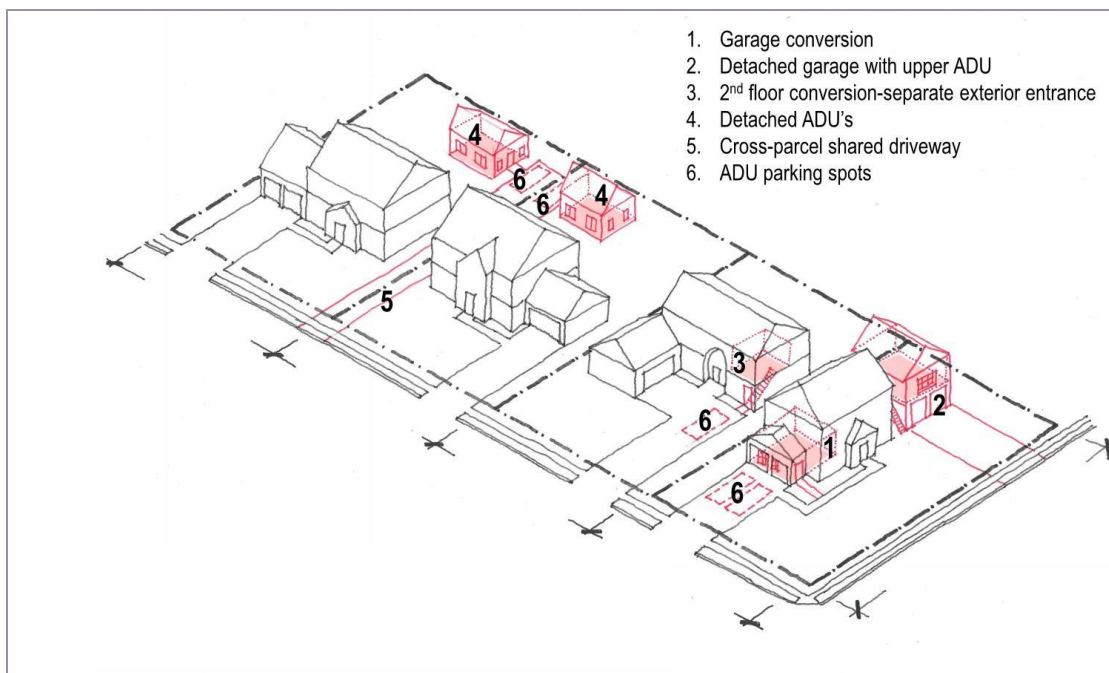 1. Garage conversion
2. Detached garage with upper ADU
3. 2nd floor conversion-separate exterior entrance
4. Detached ADU's
5. Cross-parcel shared driveway
6. ADU parking spots
4
6
6
4
5
3
2
6
1
6